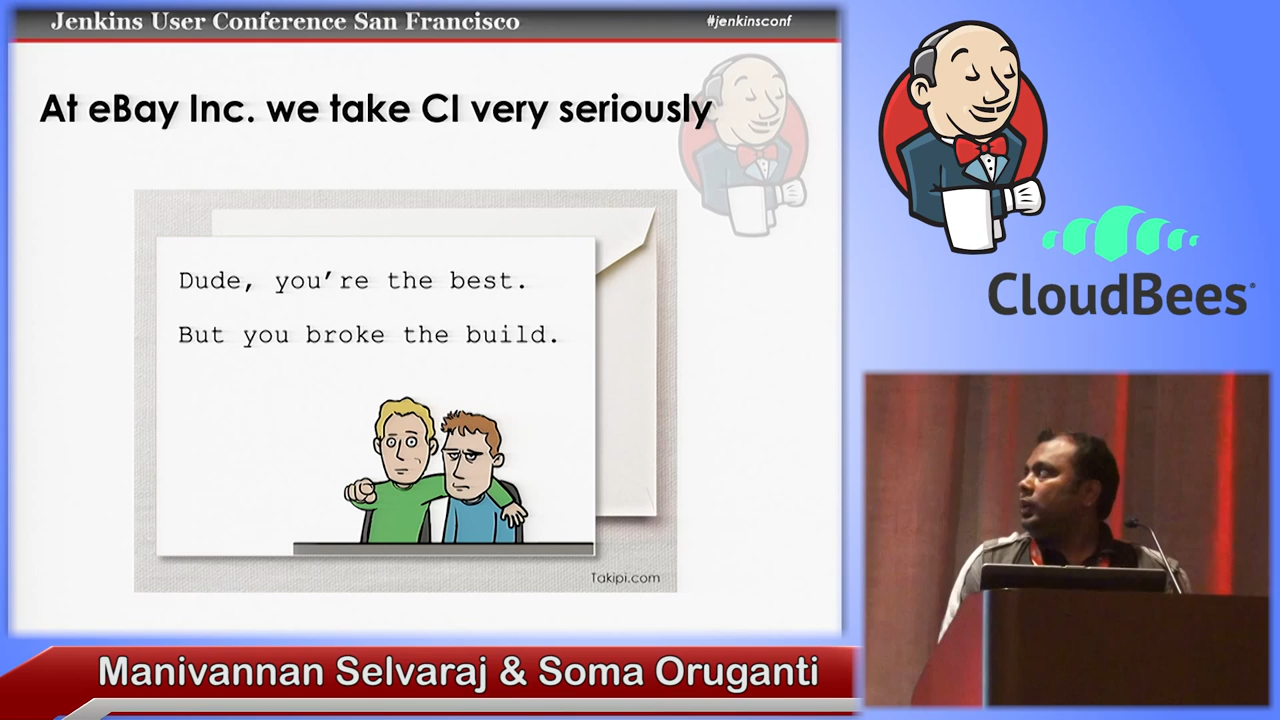 Jenkins User Conference San Francisco
#jenkinsconf
At eBay Inc. we take CI very seriously
Dude, you’re the best.
But you broke the build.
Takipi.com
CloudBees
Manivannan Selvaraj & Soma Oruganti